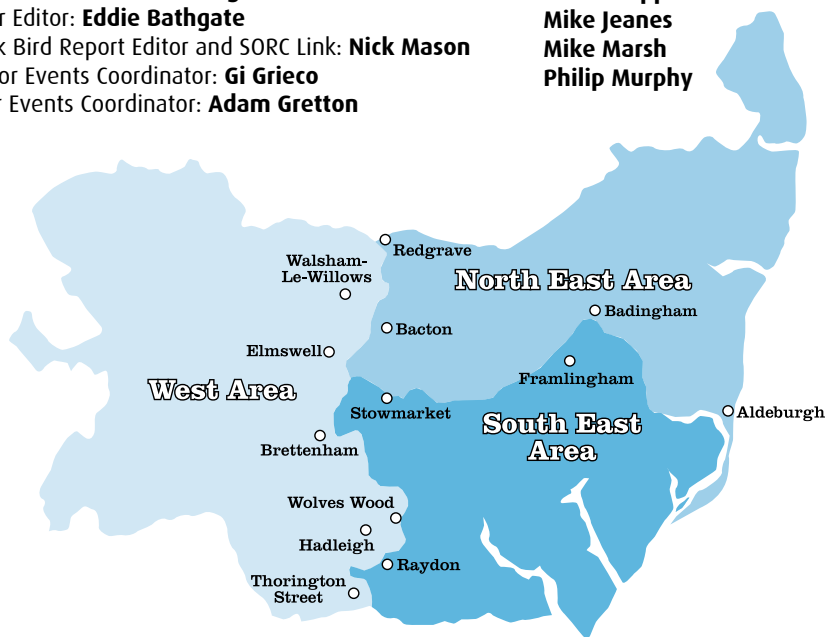 r Editor: Eddie Bathgate
k Bird Report Editor and SORC Link: Nick Mason
or Events Coordinator: Gi Grieco
r Events Coordinator: Adam Gretton
Mike Jeanes
Mike Marsh
Philip Murphy
Redgrave
Walsham-
Le-Willows
North East Area
Badingham
Bacton
Elmswell
Framlingham
West Area
Stowmarket
Aldeburgh
South East
Area
Brettenham
Wolves Wood
Hadleigh
Raydon
Thorington
Street